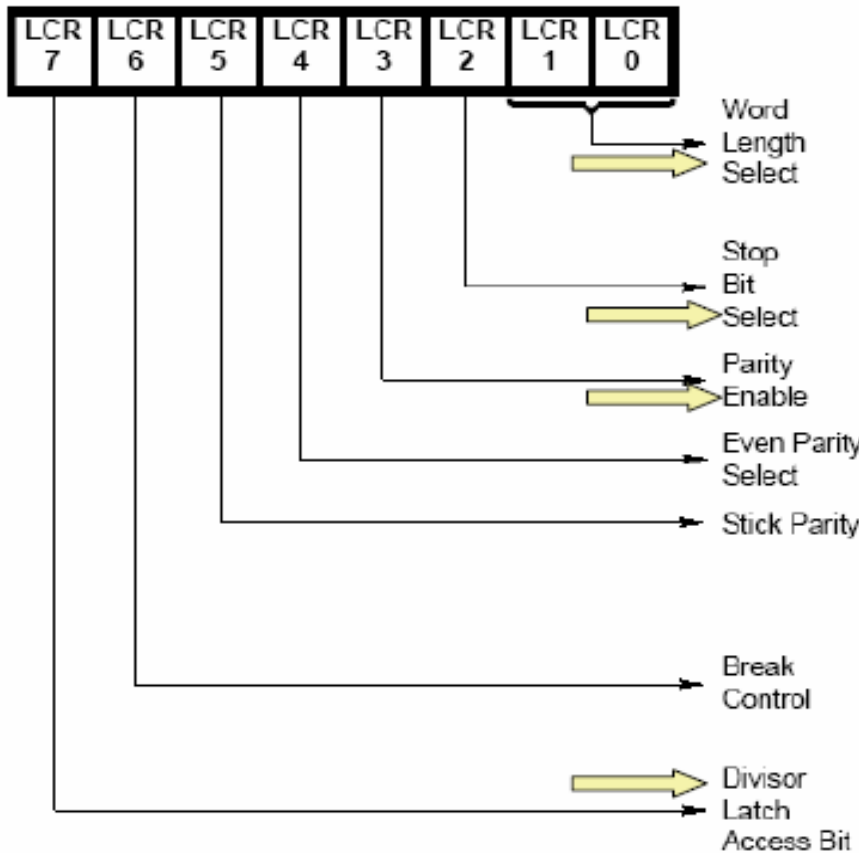 LCR LCR LCR LCR LCR LCR LCR LCR
7 6 5 4 3 2 1 0
Word
Length
Select
Stop
Bit
Select
Parity
Enable
Even Parity
Select
Stick Parity
Break
Control
Divisor
Latch
Access Bit